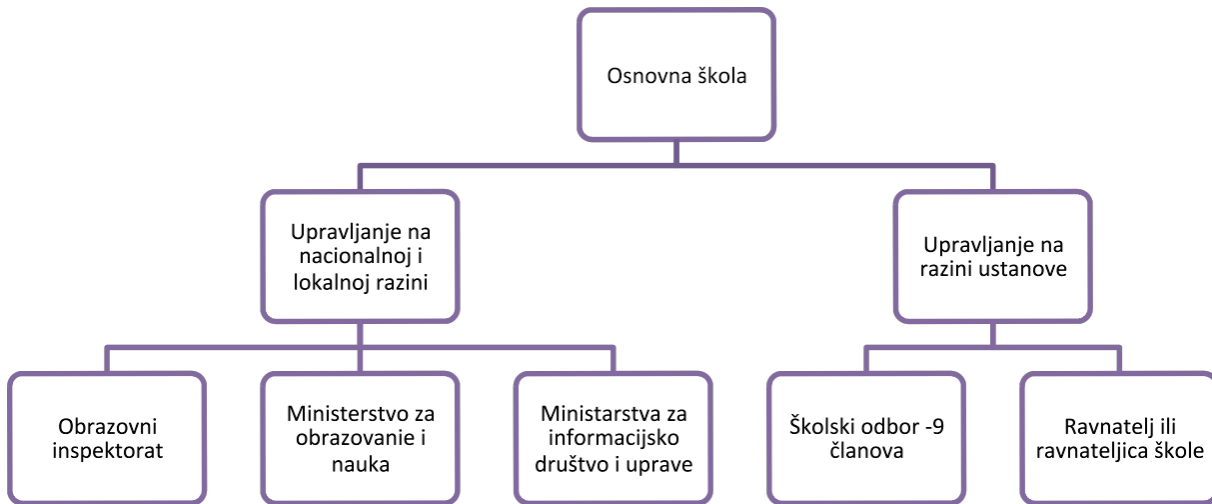 Osnovna škola
Upravljanje na
nacionalnoj i
lokalnoj razini
Upravljanje na
razini ustanove
Obrazovni
inspektorat
Ministerstvo za
obrazovanie i
nauka
Ministarstva za
informacijsko
društvo i uprave
Školski odbor -9
članova
Ravnatelj ili
ravnateljica škole